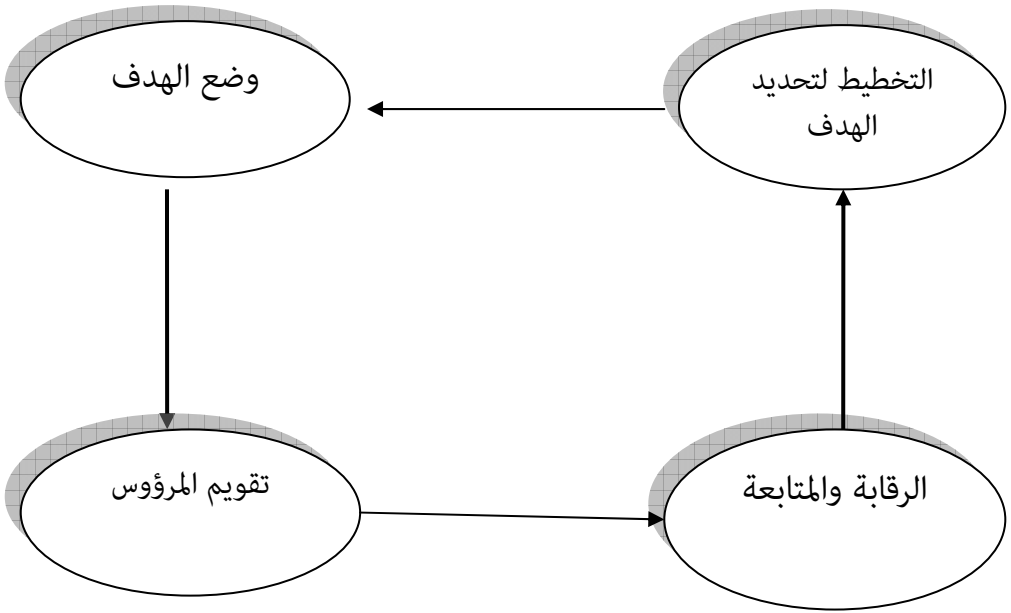 التخطيط لتحديد
الهدف
وضع الهدف
تقويم المرؤوس
الرقابة والمتابعة